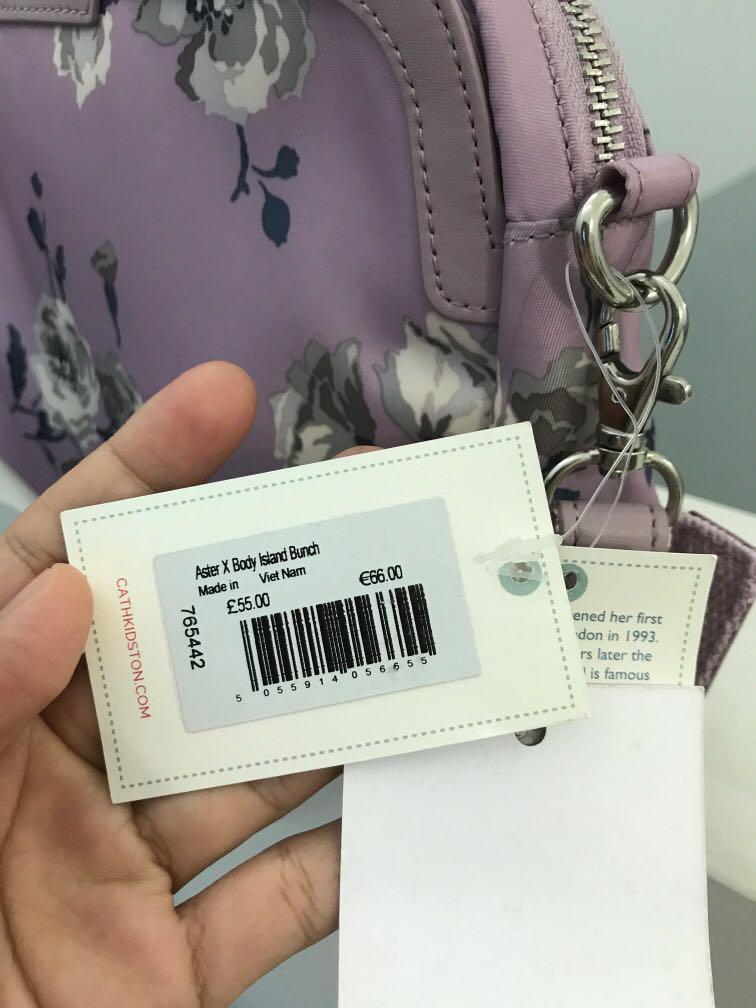 Aster X Body Island Bunch
Made in Viet Nam
£55.00 €66.00
765442
5 055914 056655
CATHKIDSTON.COM
ened her first
don in 1993.
rs later the
is famous